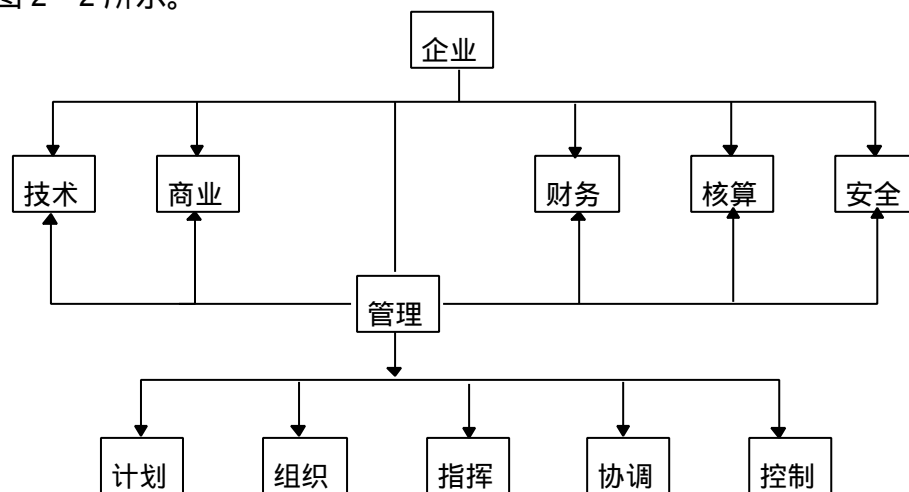 图 2－2 所示。
企业
技术 商业 财务 核算 安全
管理
计划 组织 指挥 协调 控制